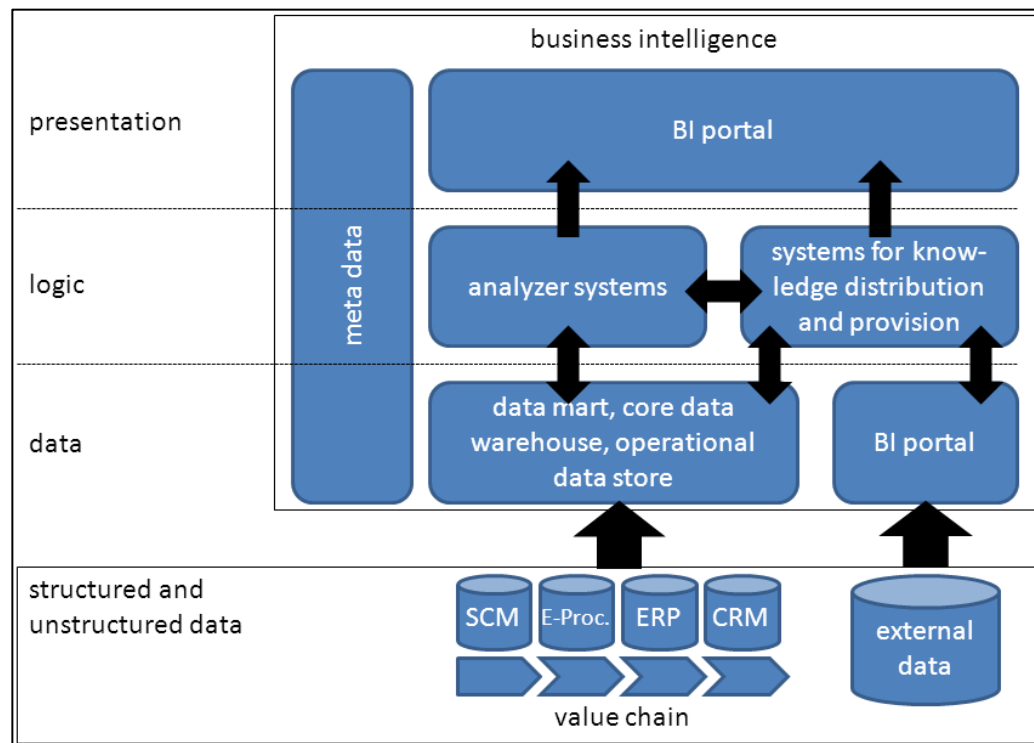 business intelligence
presentation
BI portal
meta data
logic
analyzer systems
systems for know-
ledge distribution
and provision
data
data mart, core data
warehouse, operational
data store
BI portal
structured and
unstructured data
SCM
E-Proc.
ERP
CRM
external
data
value chain